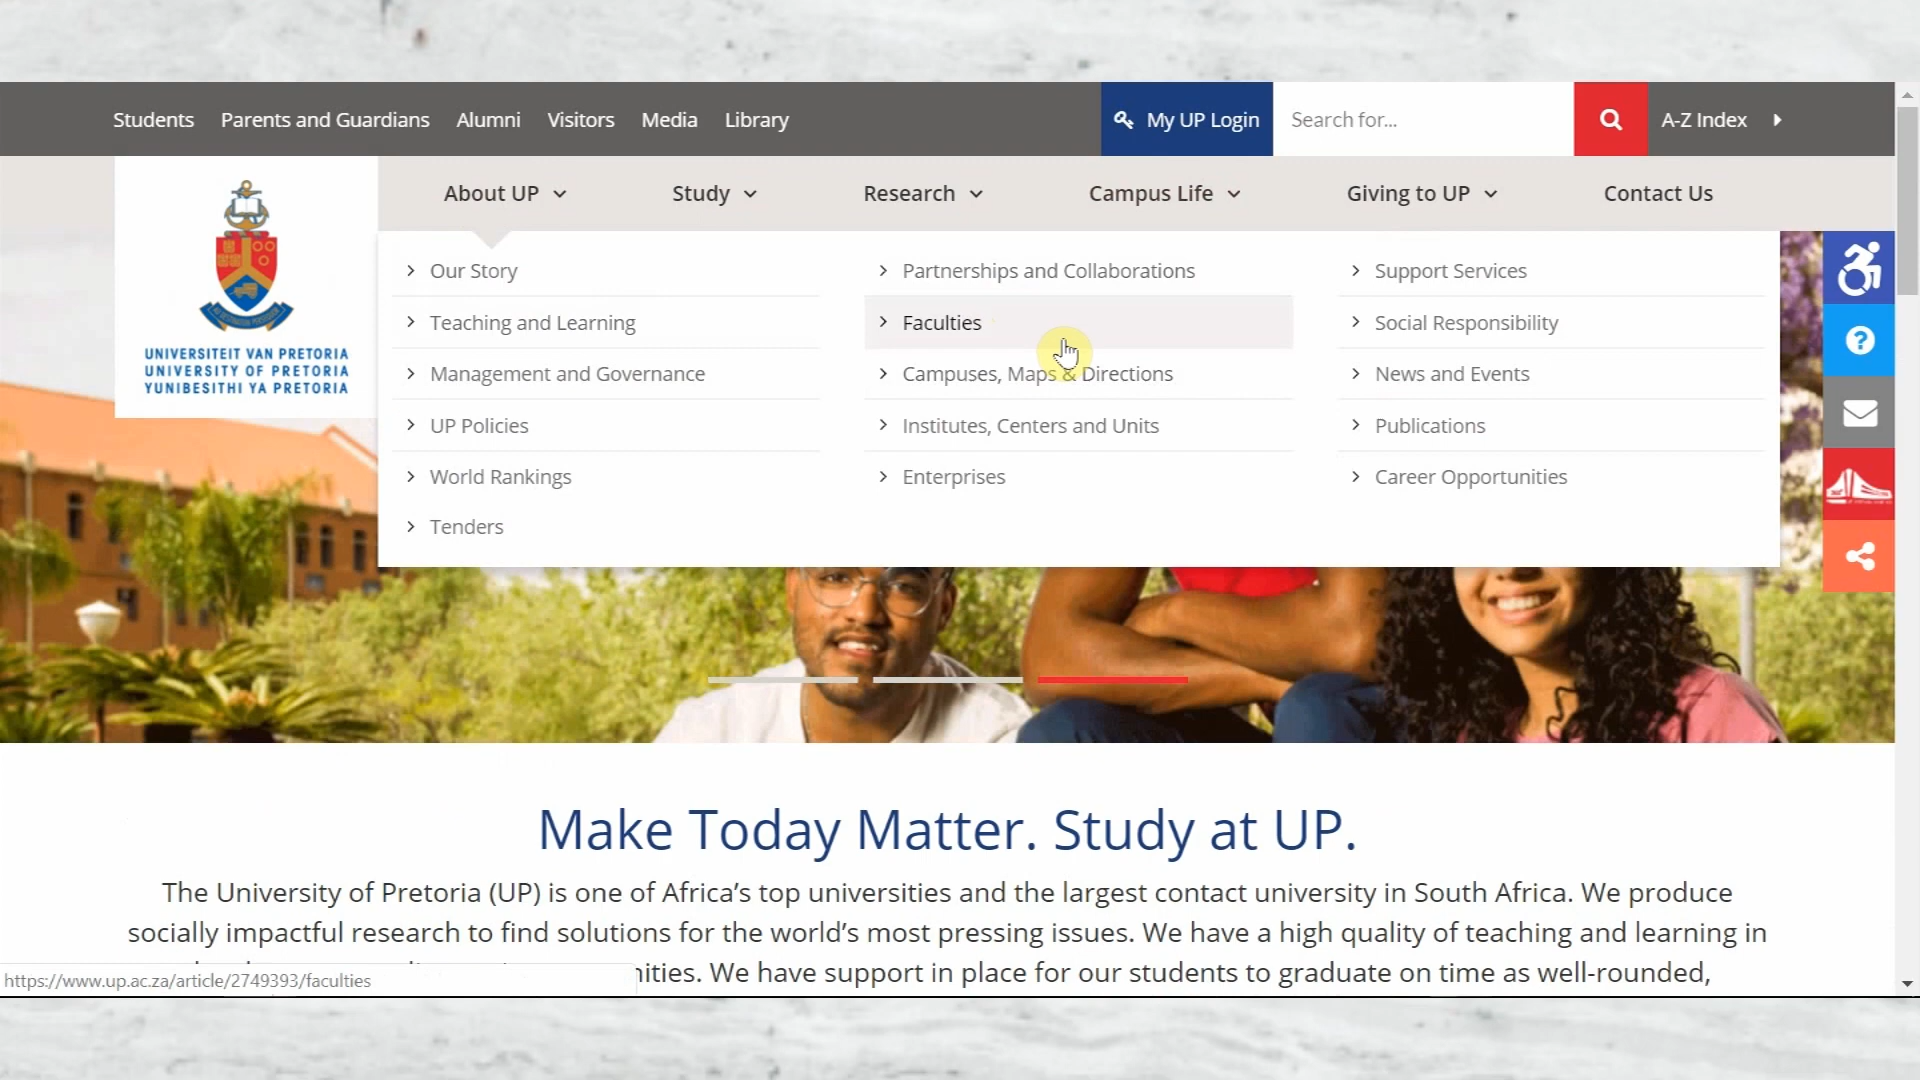 Students Parents and Guardians Alumni Visitors Media Library My UP Login Search for... A-Z Index
About UP Study Research Campus Life Giving to UP Contact Us
UNIVERSITEIT VAN PRETORIA
UNIVERSITY OF PRETORIA
YUNIBESITHI YA PRETORIA
Our Story
Teaching and Learning
Management and Governance
UP Policies
World Rankings
Tenders
Partnerships and Collaborations
Faculties
Campuses, Maps & Directions
Institutes, Centers and Units
Enterprises
Support Services
Social Responsibility
News and Events
Publications
Career Opportunities
Make Today Matter. Study at UP.
The University of Pretoria (UP) is one of Africa’s top universities and the largest contact university in South Africa. We produce
socially impactful research to find solutions for the world’s most pressing issues. We have a high quality of teaching and learning in
We have support in place for our students to graduate on time as well-rounded,
https://www.up.ac.za/article/2749393/faculties